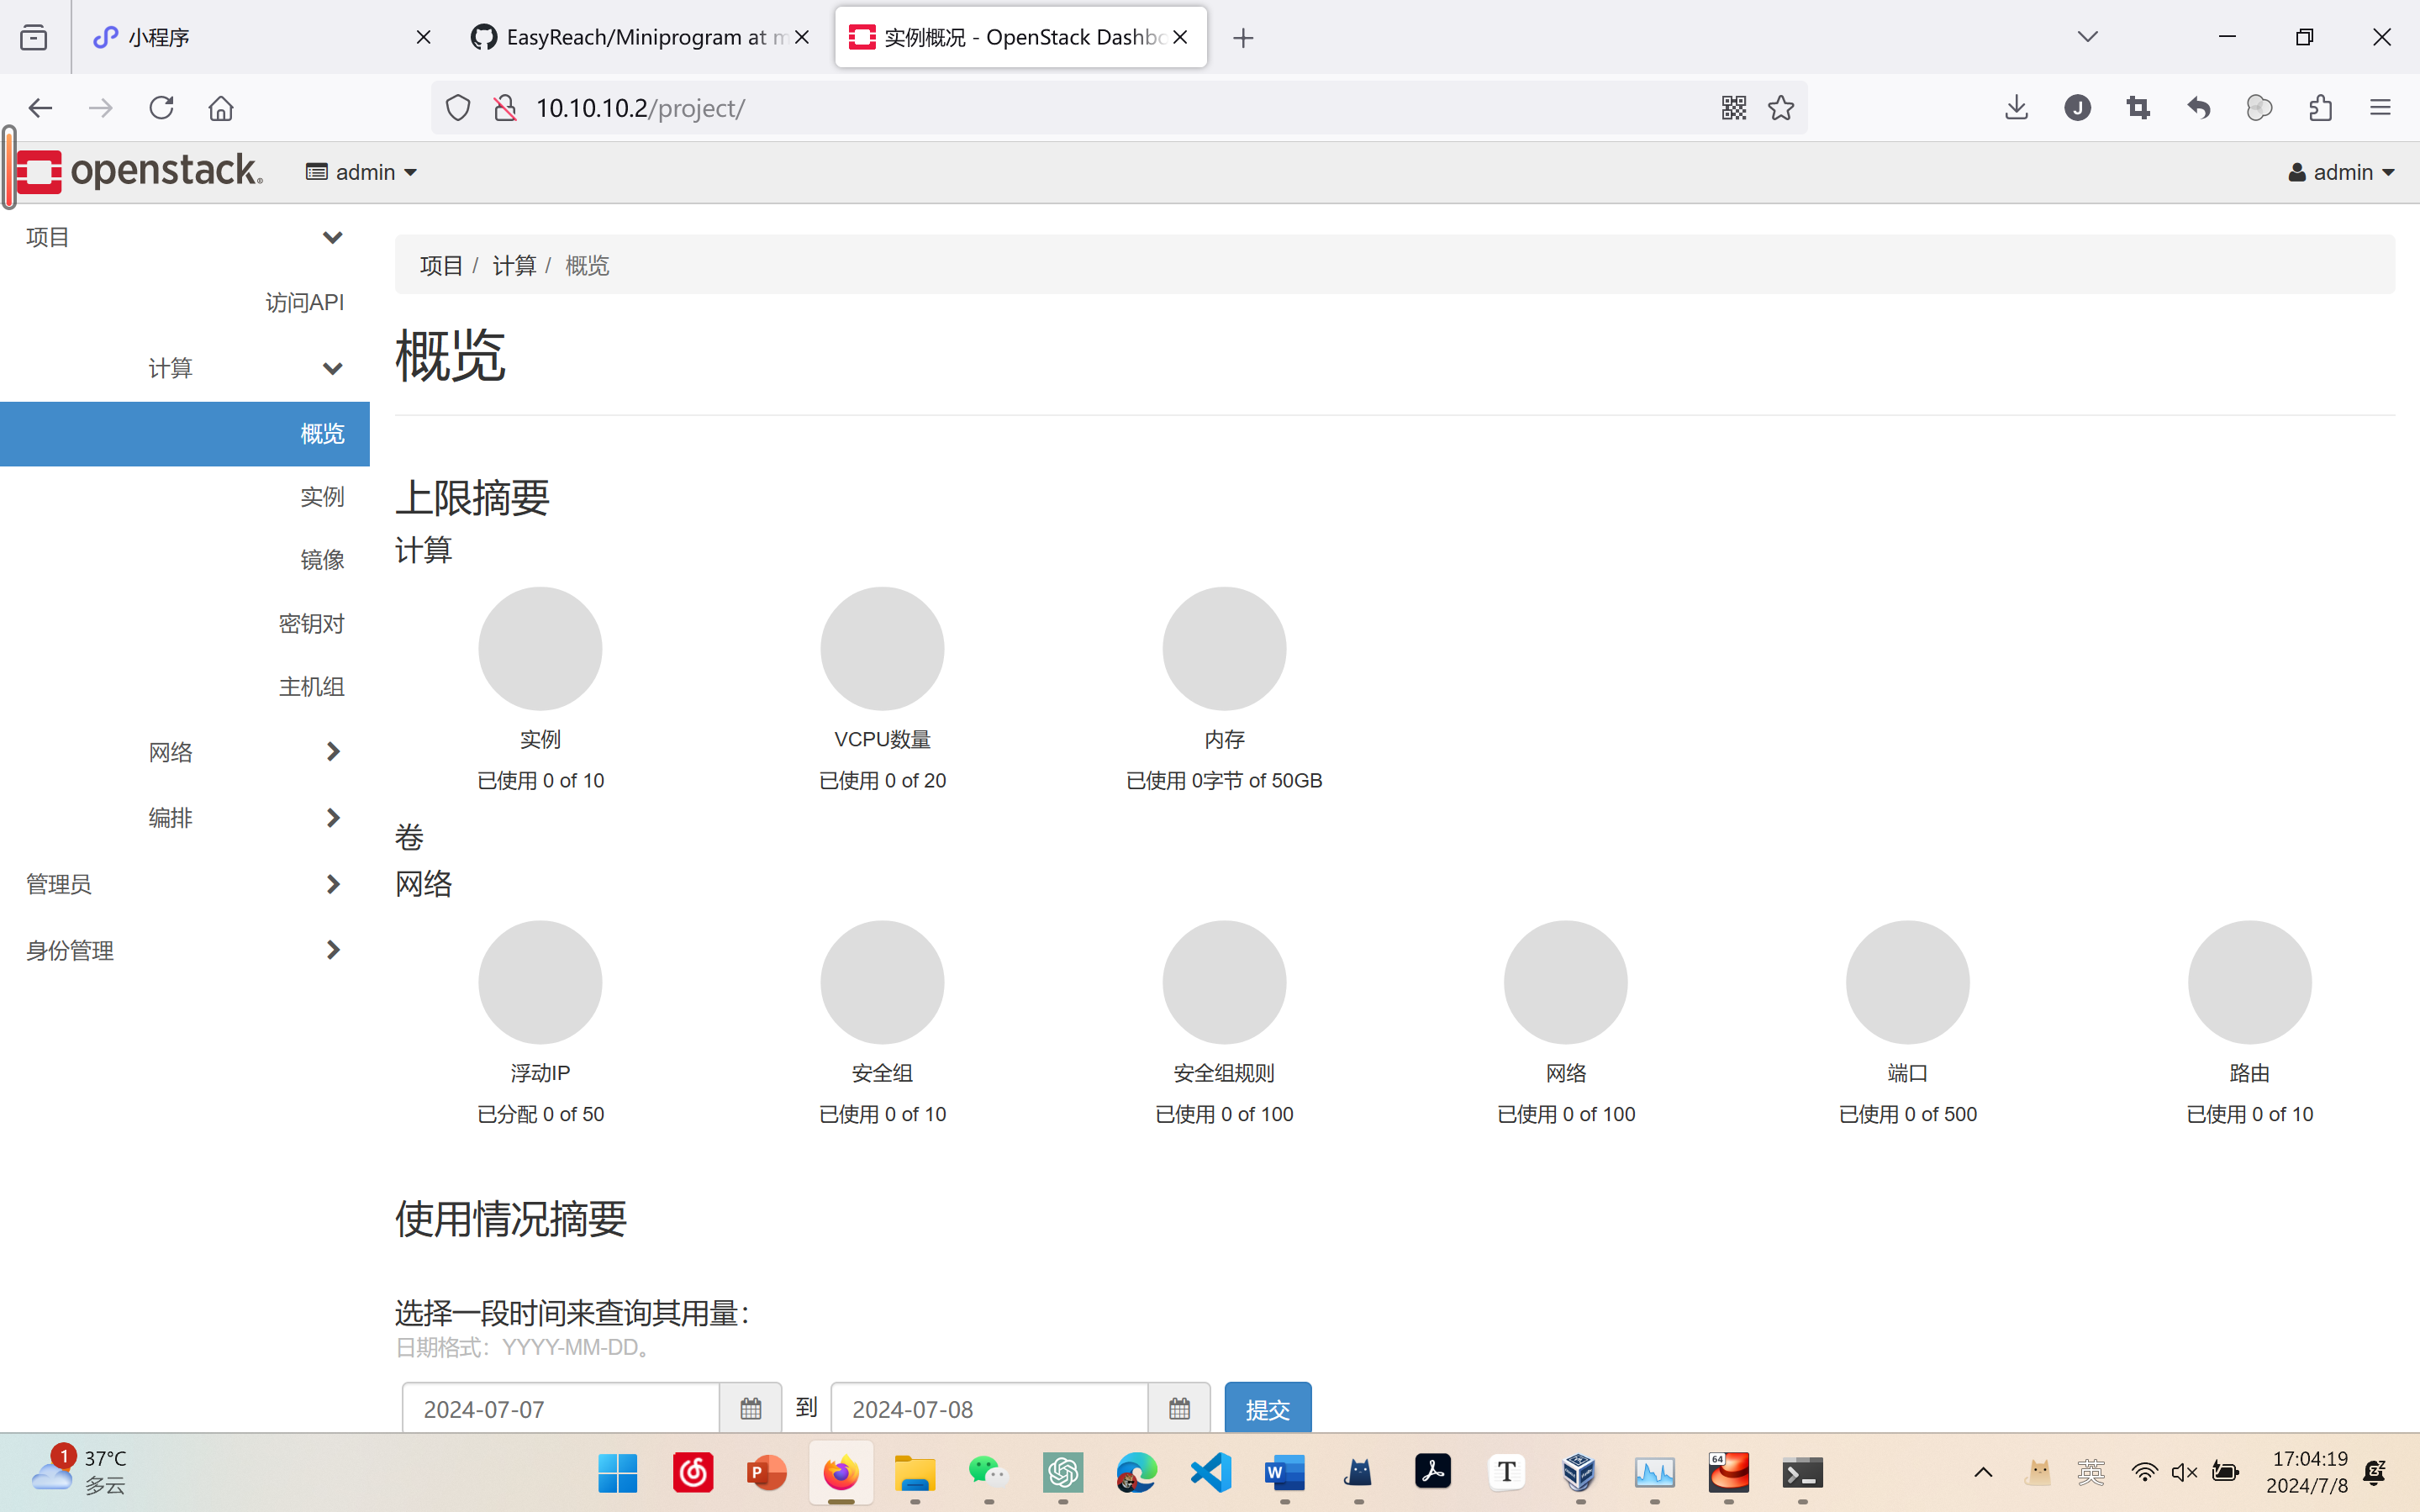 小程序
EasyReach/Miniprogram at m
实例概况 - OpenStack Dashbo
10.10.10.2/project/
J
openstack.
admin
admin
项目
访问API
计算
概览
实例
镜像
密钥对
主机组
网络
编排
管理员
身份管理
项目 / 计算 / 概览
概览
上限摘要
计算
实例
VCPU数量
内存
已使用 0 of 10
已使用 0 of 20
已使用 0字节 of 50GB
卷
网络
浮动IP
安全组
安全组规则
网络
端口
路由
已分配 0 of 50
已使用 0 of 10
已使用 0 of 100
已使用 0 of 100
已使用 0 of 500
已使用 0 of 10
使用情况摘要
选择一段时间来查询其用量：
日期格式：YYYY-MM-DD。
2024-07-07
到
2024-07-08
提交
1
37°C
多云
P
W
T
64
英
17:04:19
2024/7/8